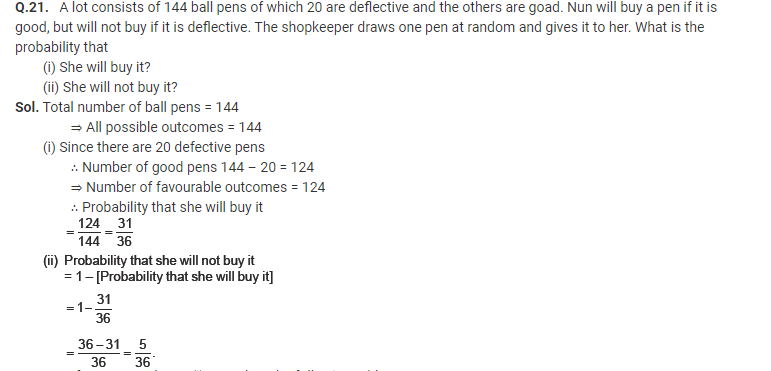 Q.21. A lot consists of 144 ball pens of which 20 are deflective and the others are goad. Nun will buy a pen if it is
good, but will not buy if it is deflective. The shopkeeper draws one pen at random and gives it to her. What is the
probability that
(i) She will buy it?
(ii) She will not buy it?
Sol. Total number of ball pens = 144
⇒ All possible outcomes = 144
(i) Since there are 20 defective pens
∴ Number of good pens 144 – 20 = 124
⇒ Number of favourable outcomes = 124
∴ Probability that she will buy it
= 124/144 = 31/36
(ii) Probability that she will not buy it
= 1 – [Probability that she will buy it]
= 1 – 31/36
= 36 – 31/36 = 5/36.